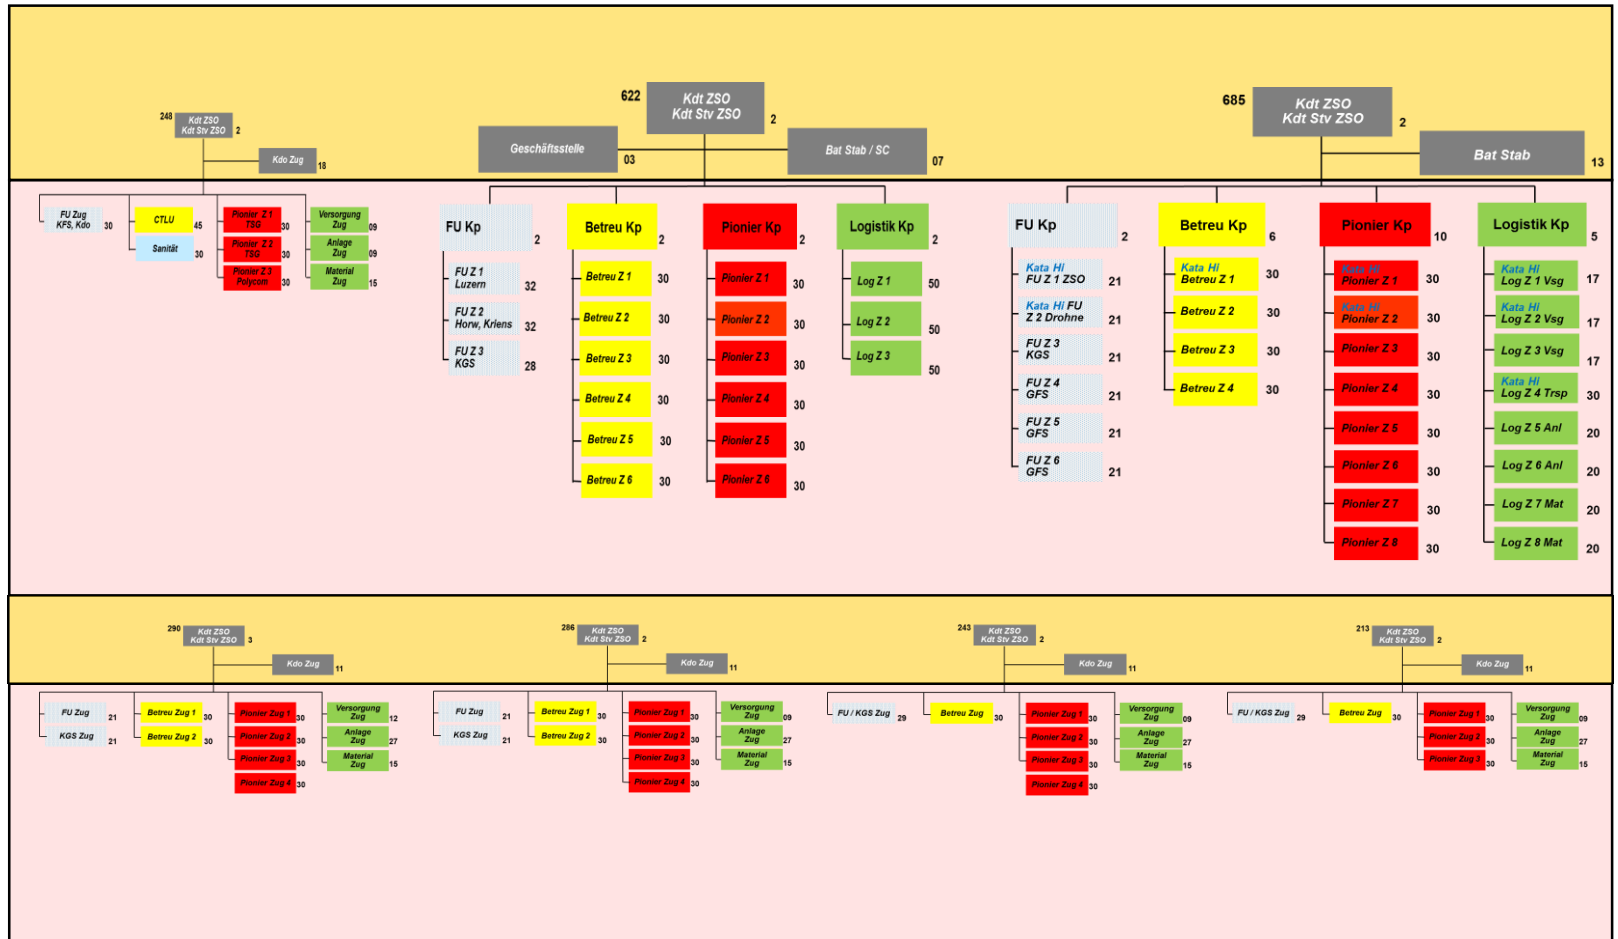 248
Kdt ZSO
Kdt Stv ZSO
2
Kdo Zug
18
FU Zug
KFS, Kdo
30
CTLU
45
Sanität
30
Pionier Z 1
TSG
30
Pionier Z 2
TSG
30
Pionier Z 3
Polycom
30
Versorgung
Zug
09
Anlage
Zug
09
Material
Zug
15
622
Kdt ZSO
Kdt Stv ZSO
2
Geschäftsstelle
03
Bat Stab / SC
07
FU Kp
2
FU Z 1
Luzern
32
FU Z 2
Horw, Kriens
32
FU Z 3
KGS
28
Betreu Kp
2
Betreu Z 1
30
Betreu Z 2
30
Betreu Z 3
30
Betreu Z 4
30
Betreu Z 5
30
Betreu Z 6
30
Pionier Kp
2
Pionier Z 1
30
Pionier Z 2
30
Pionier Z 3
30
Pionier Z 4
30
Pionier Z 5
30
Pionier Z 6
30
Logistik Kp
2
Log Z 1
50
Log Z 2
50
Log Z 3
50
685
Kdt ZSO
Kdt Stv ZSO
2
Bat Stab
13
FU Kp
2
Kata Hi
FU Z 1 ZSO
21
Kata Hi FU
Z 2 Drohne
21
FU Z 3
KGS
21
FU Z 4
GFS
21
FU Z 5
GFS
21
FU Z 6
GFS
21
Betreu Kp
6
Kata Hi
Betreu Z 1
30
Betreu Z 2
30
Betreu Z 3
30
Betreu Z 4
30
Pionier Kp
10
Kata Hi
Pionier Z 1
30
Kata Hi
Pionier Z 2
30
Pionier Z 3
30
Pionier Z 4
30
Pionier Z 5
30
Pionier Z 6
30
Pionier Z 7
30
Pionier Z 8
30
Logistik Kp
5
Kata Hi
Log Z 1 Vsg
17
Kata Hi
Log Z 2 Vsg
17
Log Z 3 Vsg
17
Kata Hi
Log Z 4 Trsp
30
Log Z 5 Anl
20
Log Z 6 Anl
20
Log Z 7 Mat
20
Log Z 8 Mat
20
290
Kdt ZSO
Kdt Stv ZSO
3
Kdo Zug
11
FU Zug
21
KGS Zug
21
Betreu Zug 1
30
Betreu Zug 2
30
Pionier Zug 1
30
Pionier Zug 2
30
Pionier Zug 3
30
Pionier Zug 4
30
Versorgung
Zug
12
Anlage
Zug
27
Material
Zug
15
286
Kdt ZSO
Kdt Stv ZSO
2
Kdo Zug
11
FU Zug
21
KGS Zug
21
Betreu Zug 1
30
Betreu Zug 2
30
Pionier Zug 1
30
Pionier Zug 2
30
Pionier Zug 3
30
Pionier Zug 4
30
Versorgung
Zug
09
Anlage
Zug
27
Material
Zug
15
243
Kdt ZSO
Kdt Stv ZSO
2
Kdo Zug
11
FU / KGS Zug
29
Betreu Zug
30
Pionier Zug 1
30
Pionier Zug 2
30
Pionier Zug 3
30
Pionier Zug 4
30
Versorgung
Zug
09
Anlage
Zug
27
Material
Zug
15
213
Kdt ZSO
Kdt Stv ZSO
2
Kdo Zug
11
FU / KGS Zug
29
Betreu Zug
30
Pionier Zug 1
30
Pionier Zug 2
30
Pionier Zug 3
30
Versorgung
Zug
09
Anlage
Zug
27
Material
Zug
15